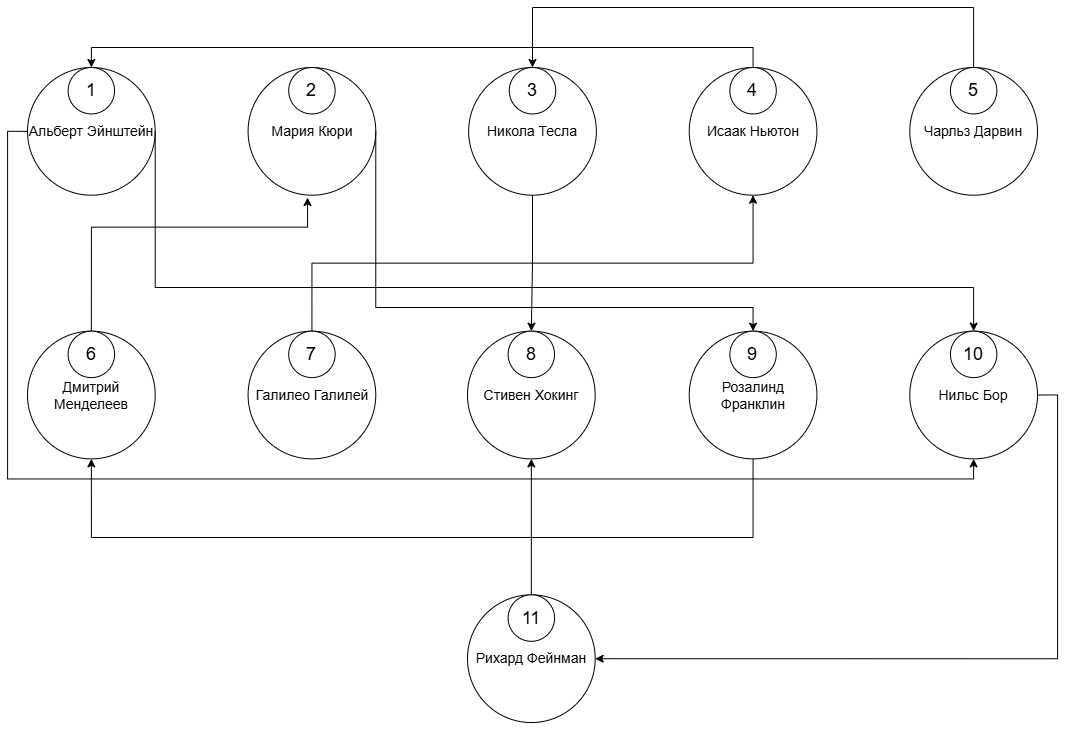 1
Альберт Эйнштейн
2
Мария Кюри
3
Никола Тесла
4
Исаак Ньютон
5
Чарльз Дарвин
6
Дмитрий
Менделеев
7
Галилео Галилей
8
Стивен Хокинг
9
Розалинд
Франклин
10
Нильс Бор
11
Рихард Фейнман